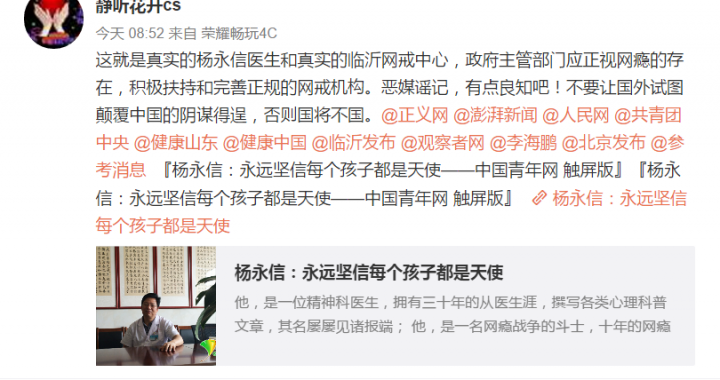 静听花开cs
今天 08:52 来自 荣耀畅玩4C
这就是真实的杨永信医生和真实的临沂网戒中心，政府主管部门应正视网瘾的存
在，积极扶持和完善正规的网戒机构。恶媒谣记，有点良知吧！不要让国外试图
颠覆中国的阴谋得逞，否则国将不国。@正义网 @澎湃新闻 @人民网 @共青团
中央 @健康山东 @健康中国 @临沂发布 @观察者网 @李海鹏 @北京发布 @参
考消息 『杨永信：永远坚信每个孩子都是天使——中国青年网 触屏版』『杨永
信：永远坚信每个孩子都是天使——中国青年网 触屏版』 杨永信：永远坚信
每个孩子都是天使
杨永信：永远坚信每个孩子都是天使
他，是一位精神科医生，拥有三十年的从医生涯，撰写各类心理科普
文章，其名屡屡见诸报端； 他，是一名网瘾战争的斗士，十年的网瘾